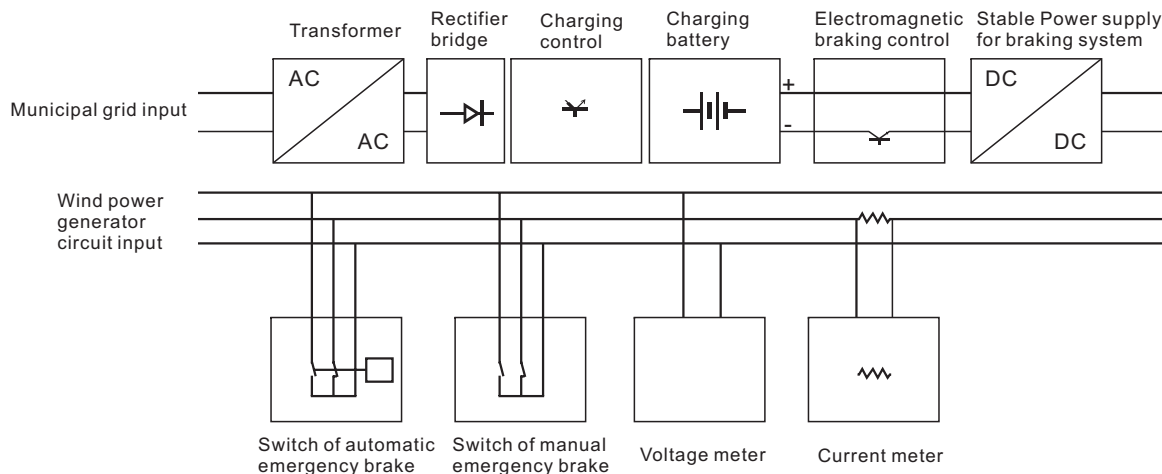 Transformer
Rectifier
bridge
Charging
control
Charging
battery
Electromagnetic
braking control
Stable Power supply
for braking system
Municipal grid input
AC
AC
+
-
DC
DC
Wind power
generator
circuit input
Switch of automatic
emergency brake
Switch of manual
emergency brake
Voltage meter
Current meter